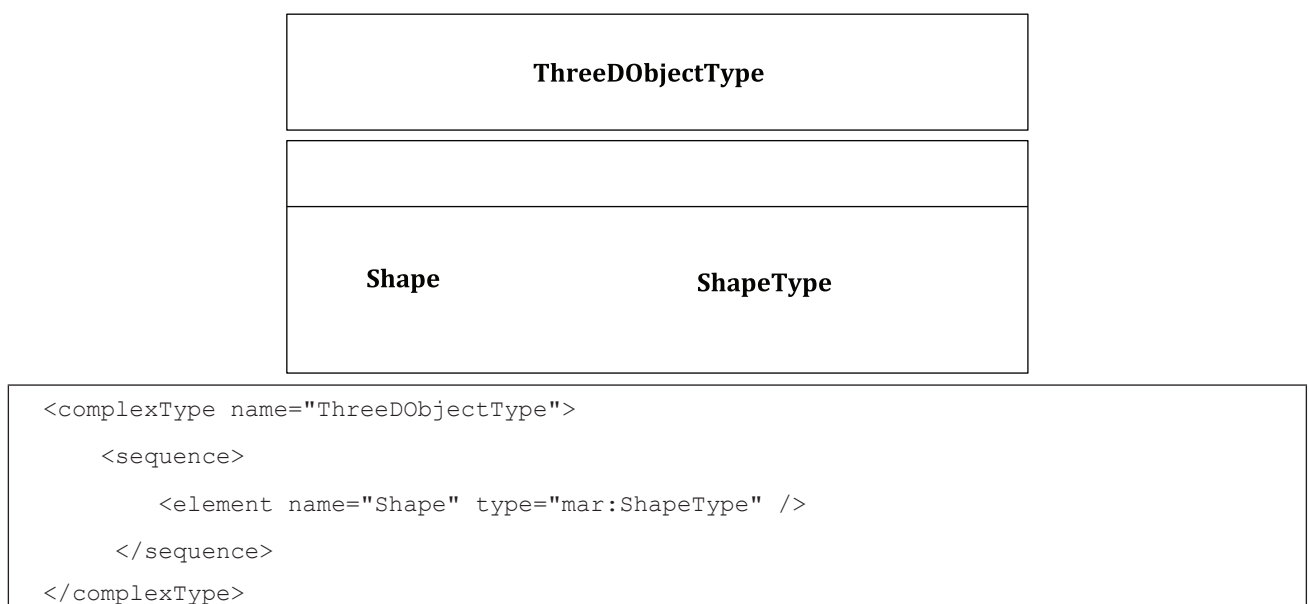 ThreeDObjectType
Shape ShapeType
<complexType name="ThreeDObjectType">
<sequence>
<element name="Shape" type="mar:ShapeType" />
</sequence>
</complexType>